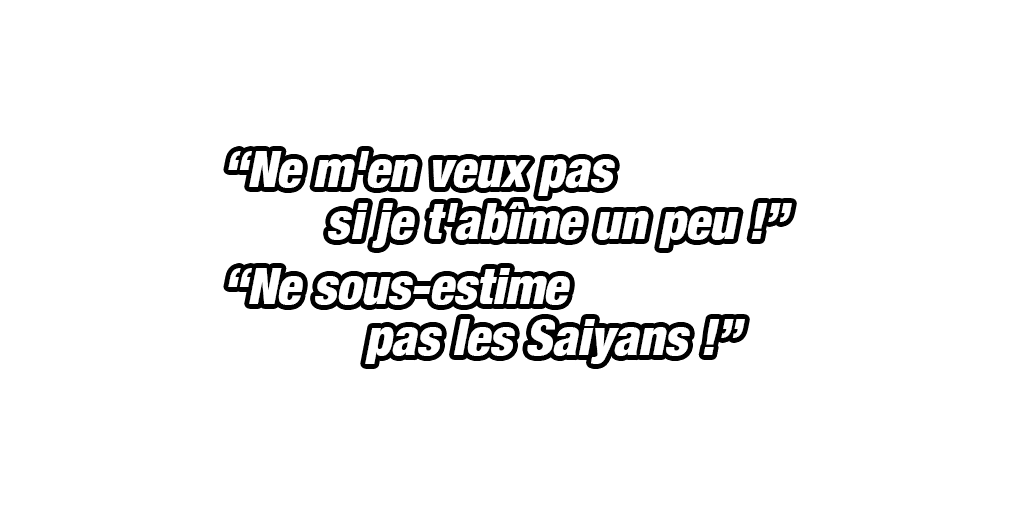 “Ne m'en veux pas
si je t'abîme un peu !”
“Ne sous-estime
pas les Saiyans !”